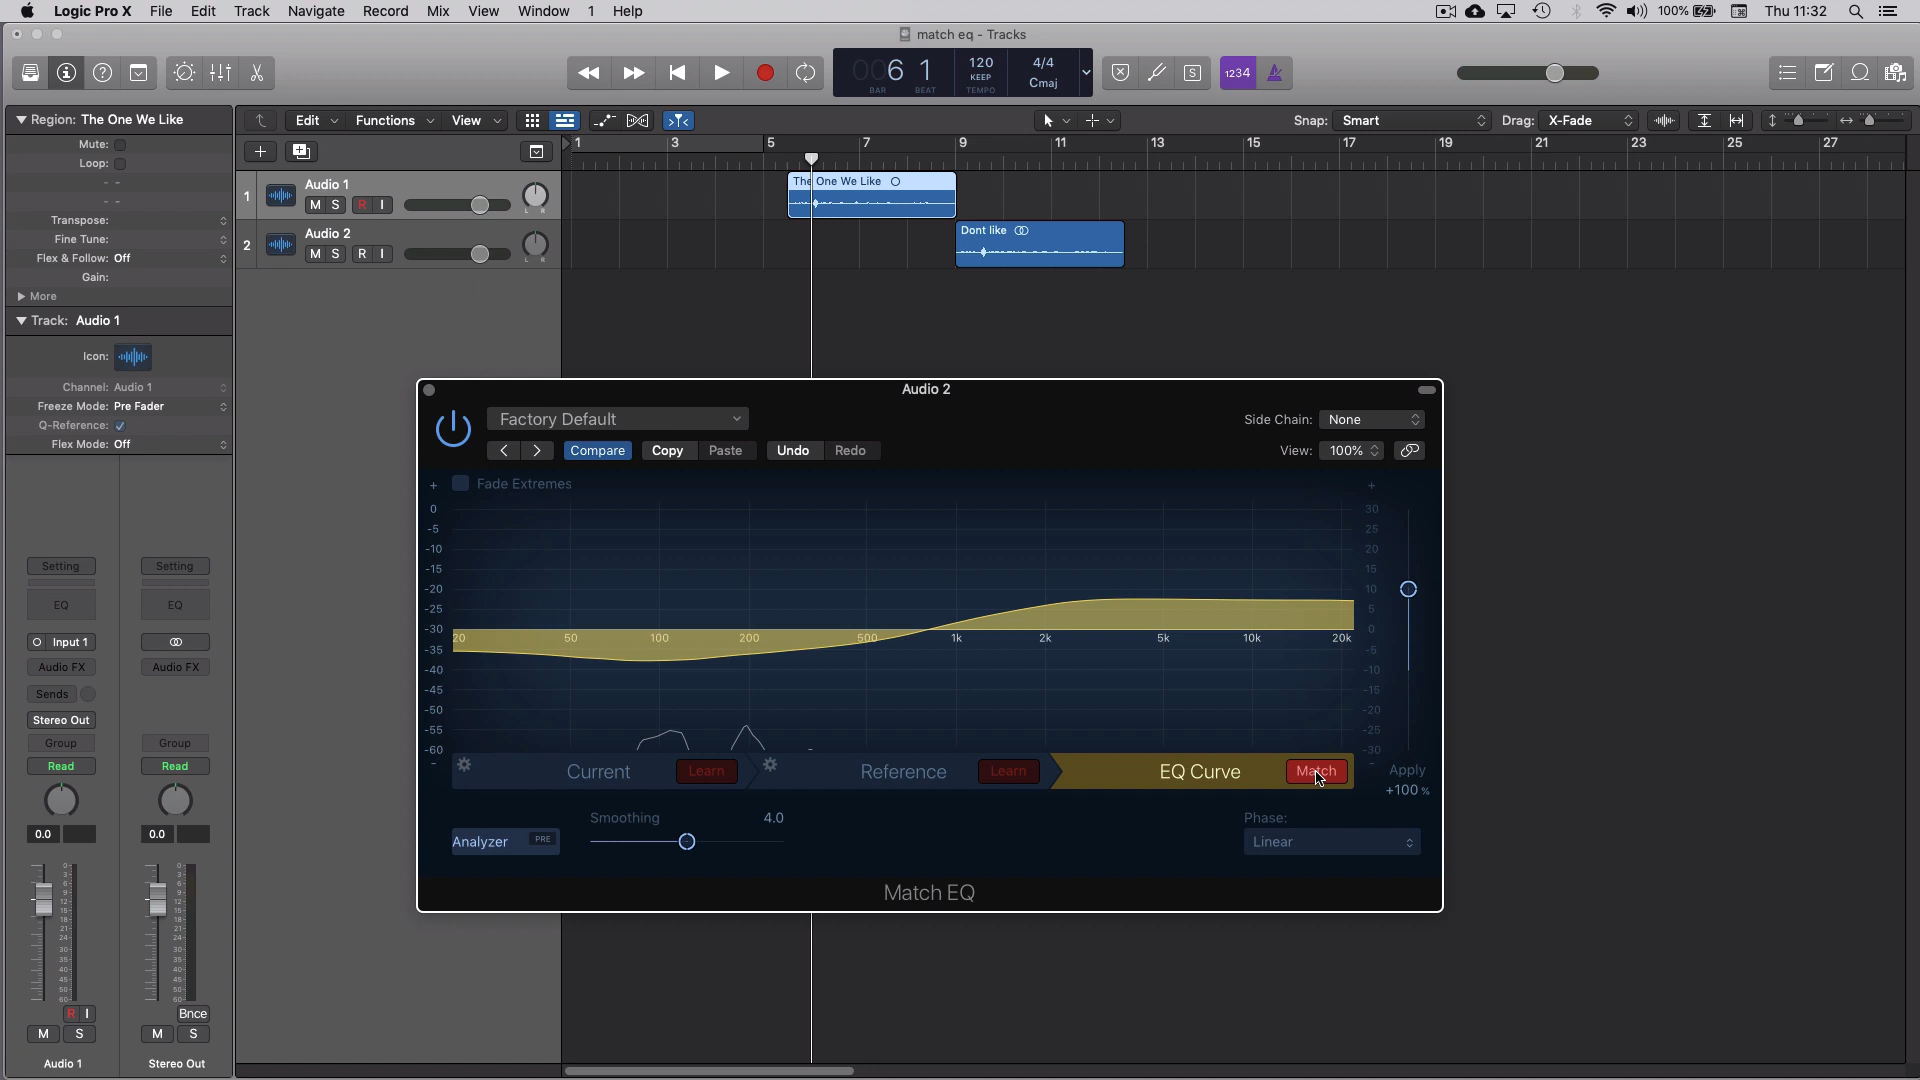 Logic Pro X File Edit Track Navigate Record Mix View Window 1 Help 100% Thu 11:32
match eq - Tracks
006 1 120 4/4
KEEP Cmaj
BAR BEAT TEMPO
S 1234
Region: The One We Like
Edit Functions View Snap: Smart Drag: X-Fade
Mute:
Loop:
1 3 5 7 9 11 13 15 17 19 21 23 25 27
Transpose:
Fine Tune:
Flex & Follow: Off
Gain:
More
1 Audio 1
M S R I L R
2 Audio 2
M S R I L R
The One We Like
Dont like
Track: Audio 1
Icon:
Channel: Audio 1
Freeze Mode: Pre Fader
Q-Reference:
Flex Mode: Off
Setting Setting
EQ EQ
Input 1
Audio FX Audio FX
Sends
Stereo Out
Group Group
Read Read
0.0 0.0
R I Bnce
M S M S
Audio 1 Stereo Out
Audio 2
Factory Default Side Chain: None
Compare Copy Paste Undo Redo View: 100%
+ Fade Extremes +
0 30
-5 25
-10 20
-15 15
-20 10
-25 5
-30 0
20 50 100 200 500 1k 2k 5k 10k 20k
-35 -5
-40 -10
-45 -15
-50 -20
-55 -25
-60 -30
Current Learn Reference Learn EQ Curve Match Apply
+100 %
Smoothing 4.0 Phase:
Analyzer PRE Linear
Match EQ